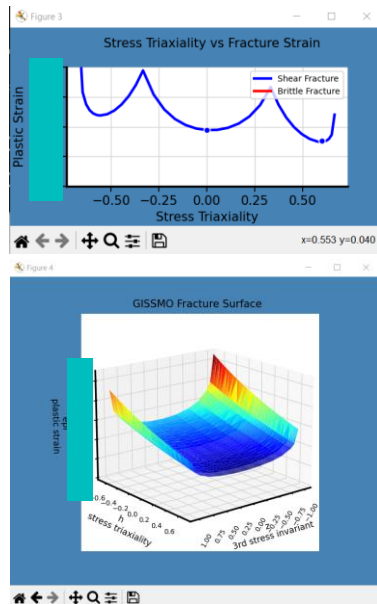 Figure 3
Stress Triaxiality vs Fracture Strain
Shear Fracture
Brittle Fracture
Plastic Strain
−0.50 −0.25 0.00 0.25 0.50
Stress Triaxiality
x=0.553 y=0.040
Figure 4
GISSMO Fracture Surface
plastic strain
−0.6 −0.4 −0.2 0.0 0.2 0.4 0.6
h
stress triaxiality
1.00 0.75 0.50 0.25 0.00 −0.25 −0.50 −0.75 −1.00
3rd stress invariant